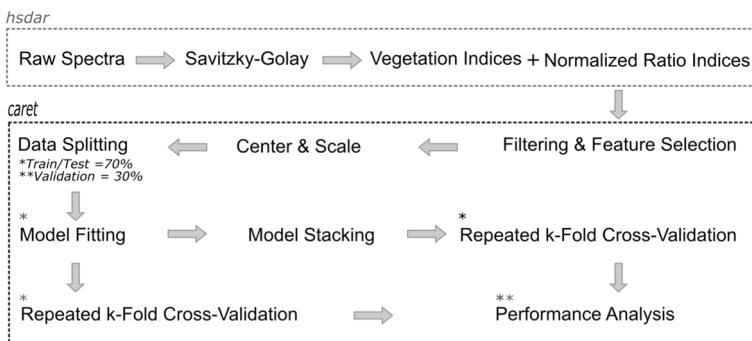 hsdar
Raw Spectra Savitzky-Golay Vegetation Indices + Normalized Ratio Indices
caret
Data Splitting Center & Scale Filtering & Feature Selection
*Train/Test =70%
**Validation = 30%
* *
Model Fitting Model Stacking Repeated k-Fold Cross-Validation
* **
Repeated k-Fold Cross-Validation Performance Analysis